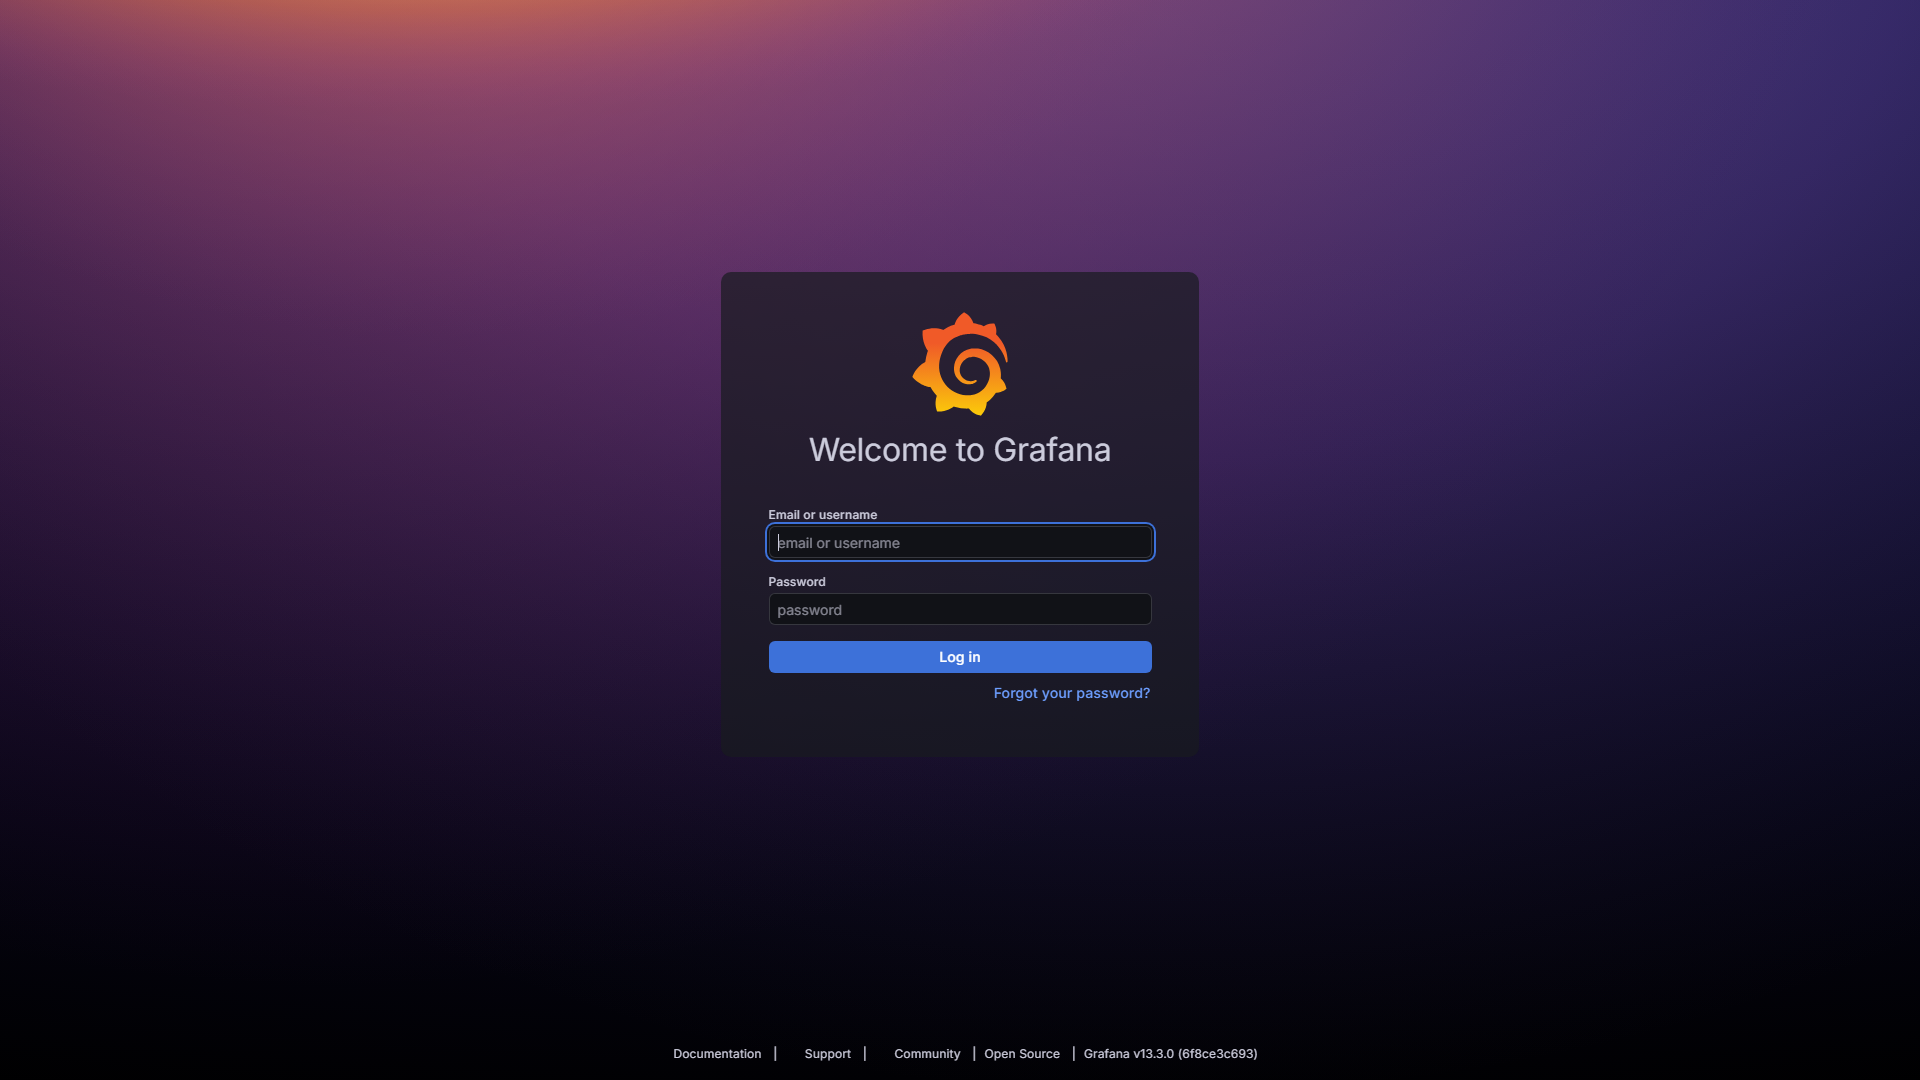 Welcome to Grafana
Email or username
email or username
Password
password
Log in
Forgot your password?
Documentation | Support | Community | Open Source | Grafana v13.3.0 (6f8ce3c693)